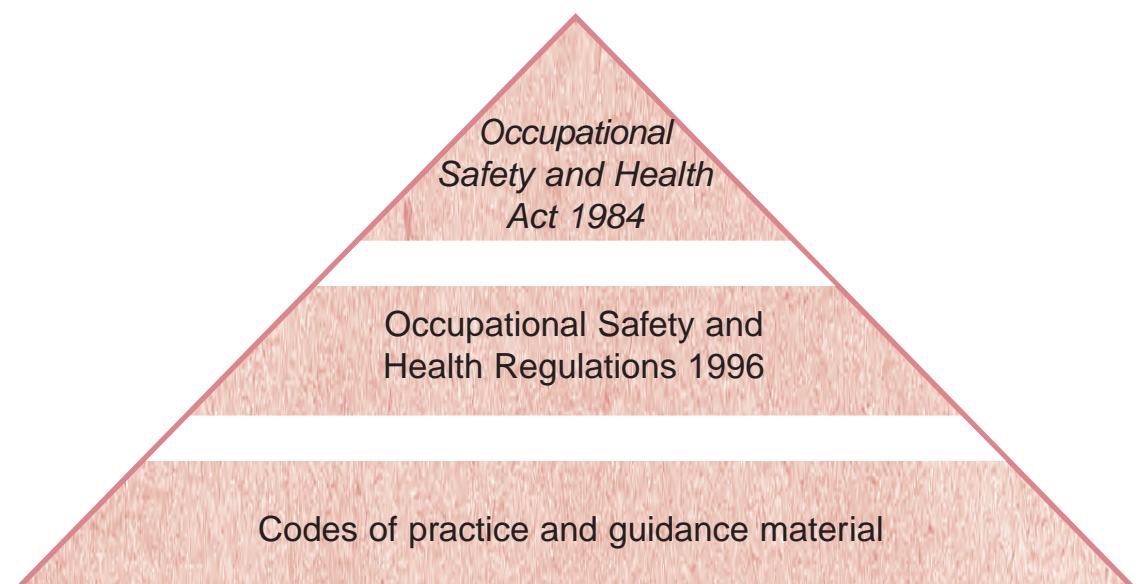 Occupational
Safety and Health
Act 1984
Occupational Safety and
Health Regulations 1996
Codes of practice and guidance material